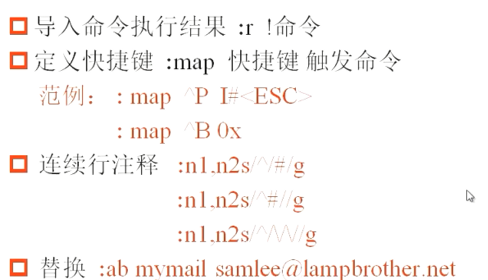 导入命令执行结果 :r !命令
定义快捷键 :map 快捷键 触发命令
范例： : map ^P I#<ESC>
: map ^B 0x
连续行注释 :n1,n2s/^/#/g
:n1,n2s/^#//g
:n1,n2s/^/\/\//g
替换 :ab mymail samlee@lampbrother.net